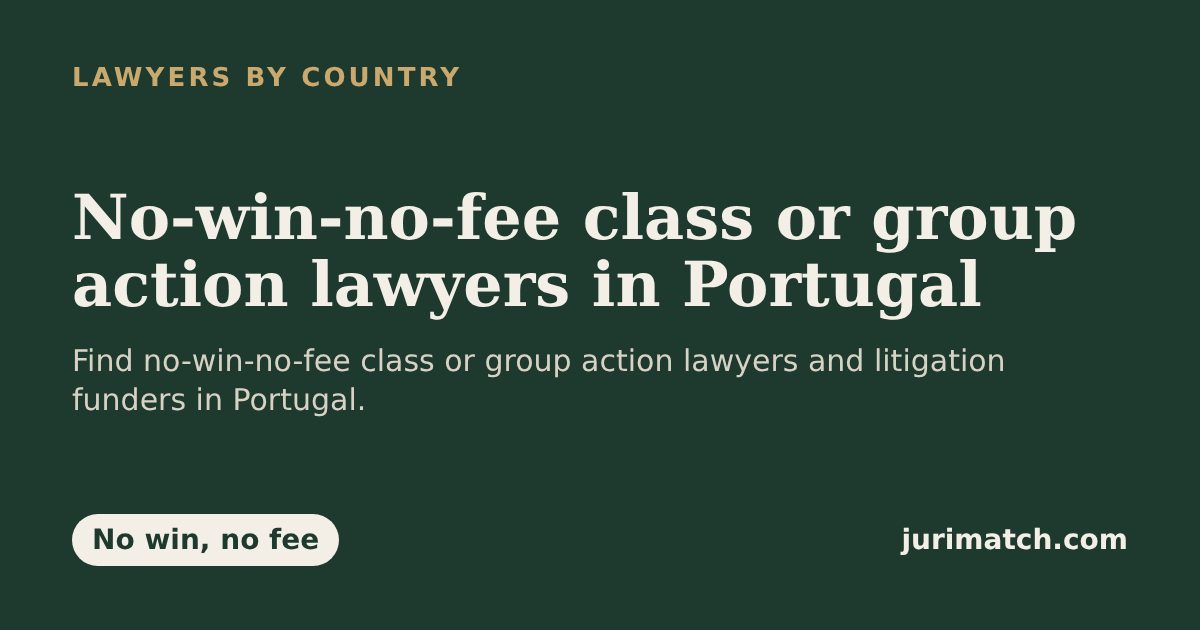 LAWYERS BY COUNTRY
No-win-no-fee class or group
action lawyers in Portugal
Find no-win-no-fee class or group action lawyers and litigation
funders in Portugal.
No win, no fee
jurimatch.com